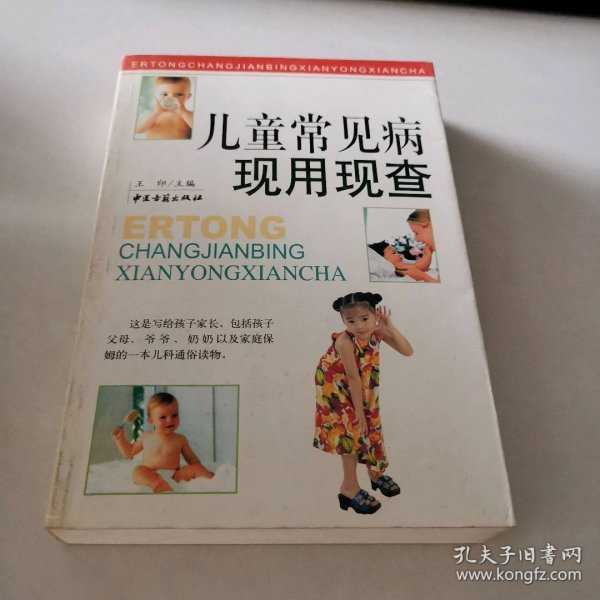 ERTONGCHANGJIANBINGXIANYONGXIANCHA
儿童常见病
现用现查
王 印/主编
中医古籍出版社
ERTONG
CHANGJIANBING
XIANYONGXIANCHA
这是写给孩子家长，包括孩子
父母、爷爷、奶奶以及家庭保
姆的一本儿科通俗读物。
孔夫子旧书网
www.kongfz.com